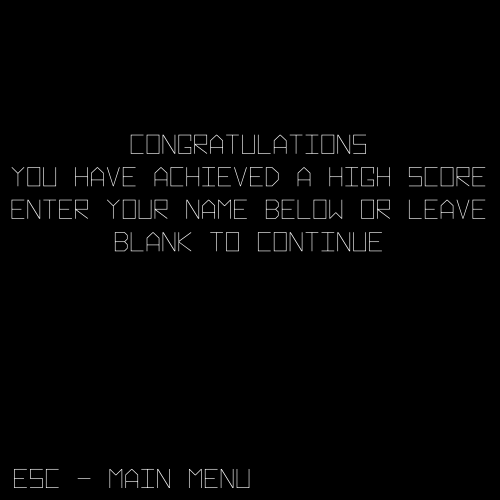 CONGRATULATIONS
YOU HAVE ACHIEVED A HIGH SCORE
ENTER YOUR NAME BELOW OR LEAVE
BLANK TO CONTINUE
ESC - MAIN MENU